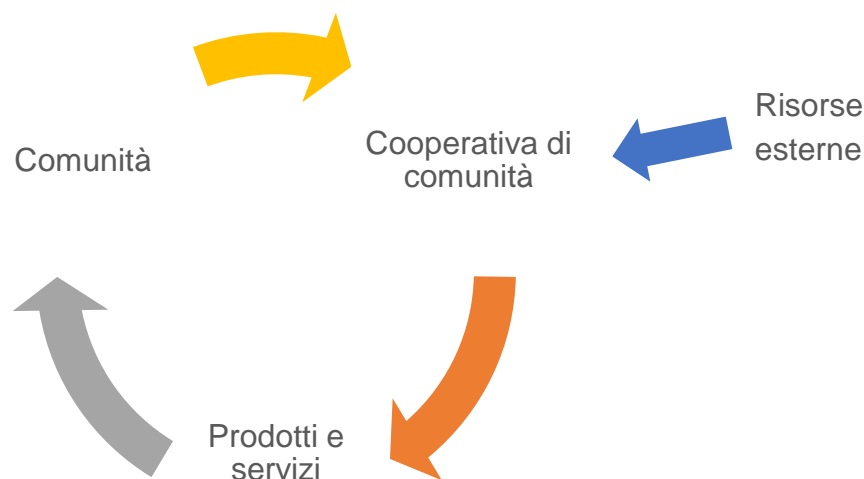 Comunità
Cooperativa di
comunità
Risorse
esterne
Prodotti e
servizi